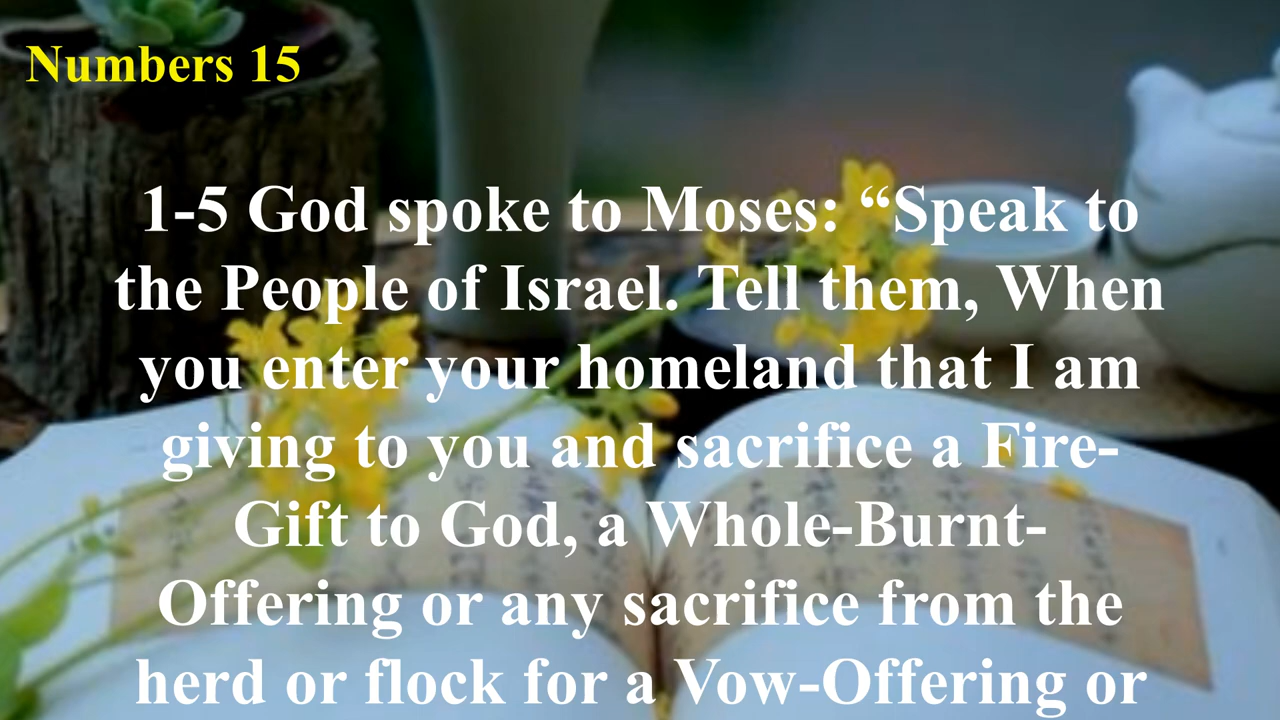 Numbers 15
1-5 God spoke to Moses: “Speak to
the People of Israel. Tell them, When
you enter your homeland that I am
giving to you and sacrifice a Fire-
Gift to God, a Whole-Burnt-
Offering or any sacrifice from the
herd or flock for a Vow-Offering or